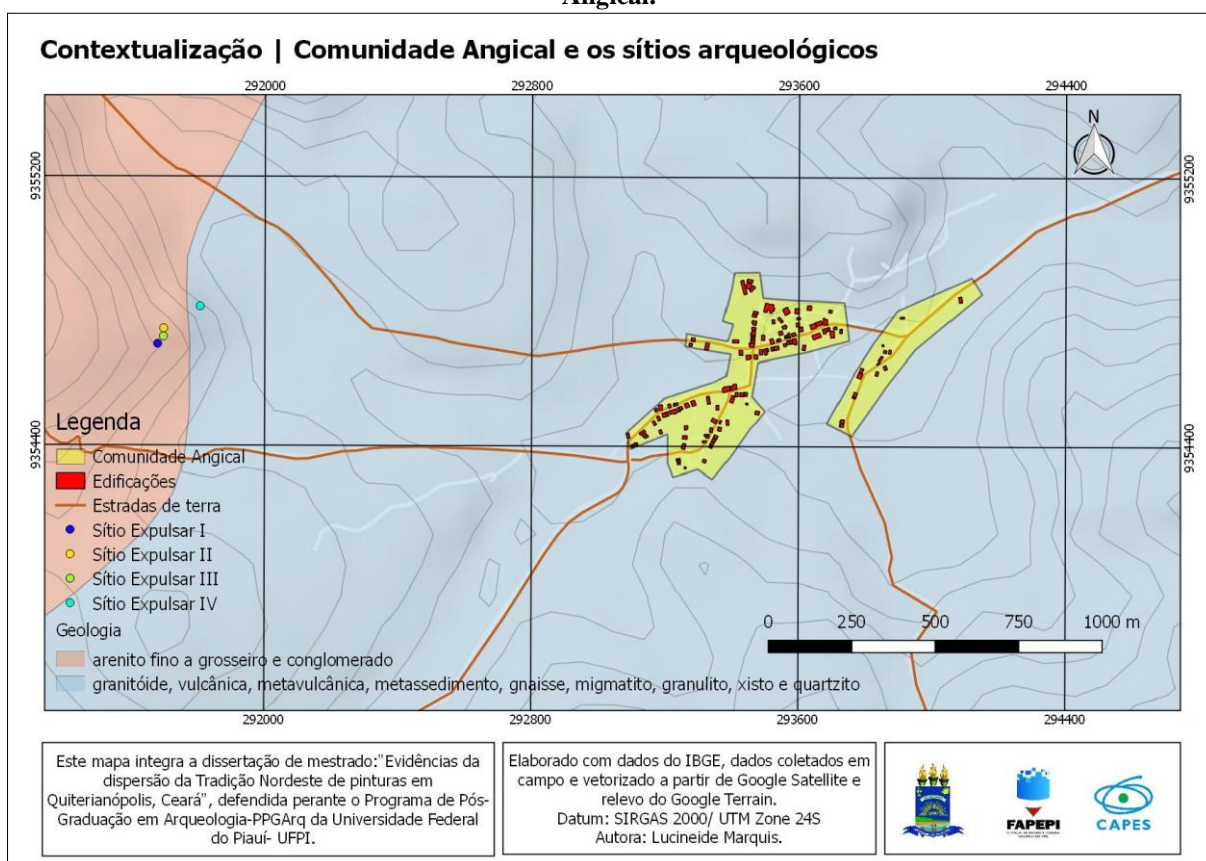 Angical.
Contextualização | Comunidade Angical e os sítios arqueológicos
292000 292800 293600 294400
N
9355200 9355200
9354400 9354400
Legenda
Comunidade Angical
Edificações
Estradas de terra
Sítio Expulsar I
Sítio Expulsar II
Sítio Expulsar III
Sítio Expulsar IV
Geologia
arenito fino a grosseiro e conglomerado
granitóide, vulcânica, metavulcânica, metassedimento, gnaisse, migmatito, granulito, xisto e quartzito
0 250 500 750 1000 m
292000 292800 293600 294400
Este mapa integra a dissertação de mestrado:"Evidências da
dispersão da Tradição Nordeste de pinturas em
Quiterianópolis, Ceará", defendida perante o Programa de Pós-
Graduação em Arqueologia-PPGArq da Universidade Federal
do Piauí- UFPI.
Elaborado com dados do IBGE, dados coletados em
campo e vetorizado a partir de Google Satellite e
relevo do Google Terrain.
Datum: SIRGAS 2000/ UTM Zone 24S
Autora: Lucineide Marquis.
FAPEPI
CAPES